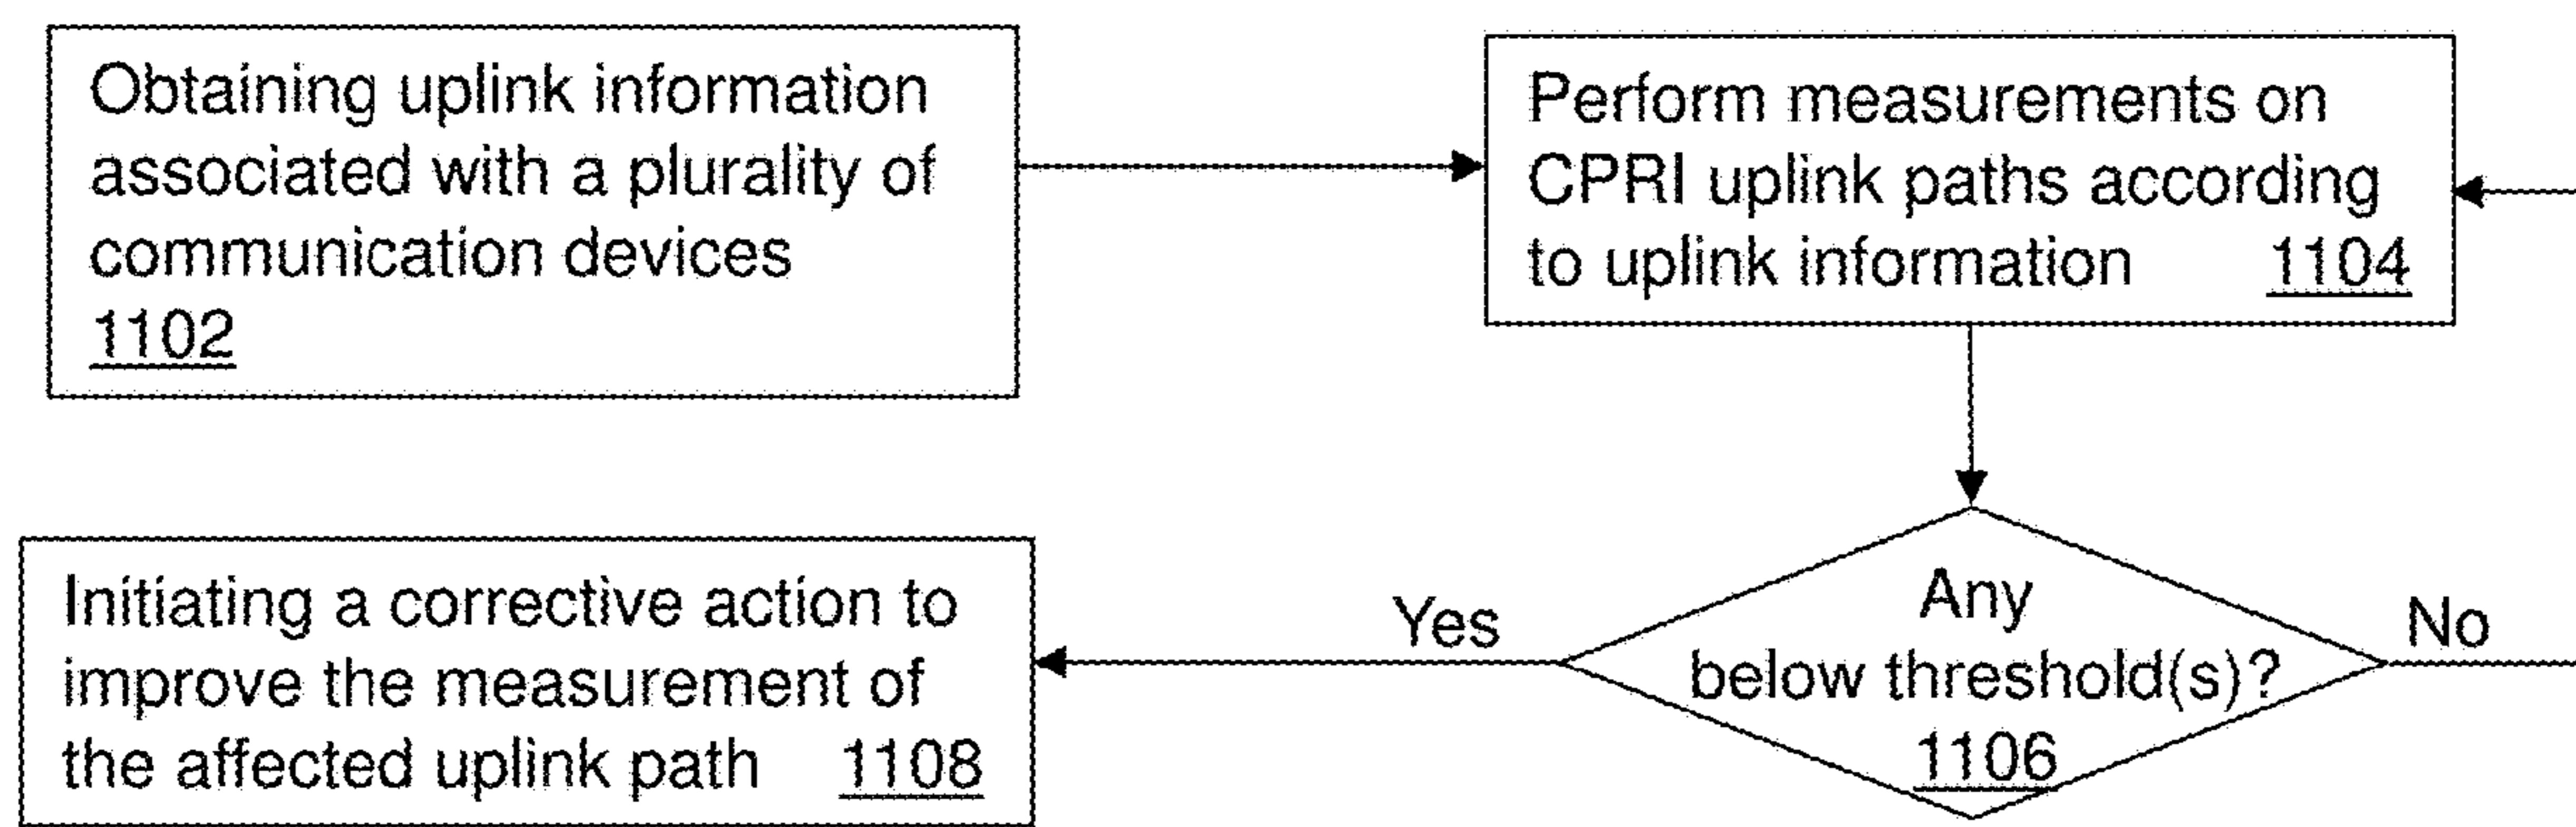 Obtaining uplink information
associated with a plurality of
communication devices
1102
Perform measurements on
CPRI uplink paths according
to uplink information 1104
Any
below threshold(s)?
1106
Yes
No
Initiating a corrective action to
improve the measurement of
the affected uplink path 1108